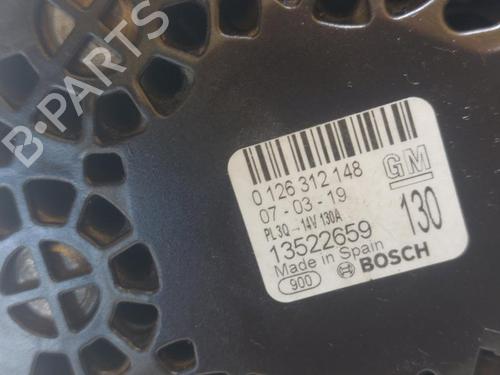 B-PARTS
0 126 312 148
07-03-19
PL3Q - 14V 130A
13522659
Made in Spain
900
BOSCH
GM
130